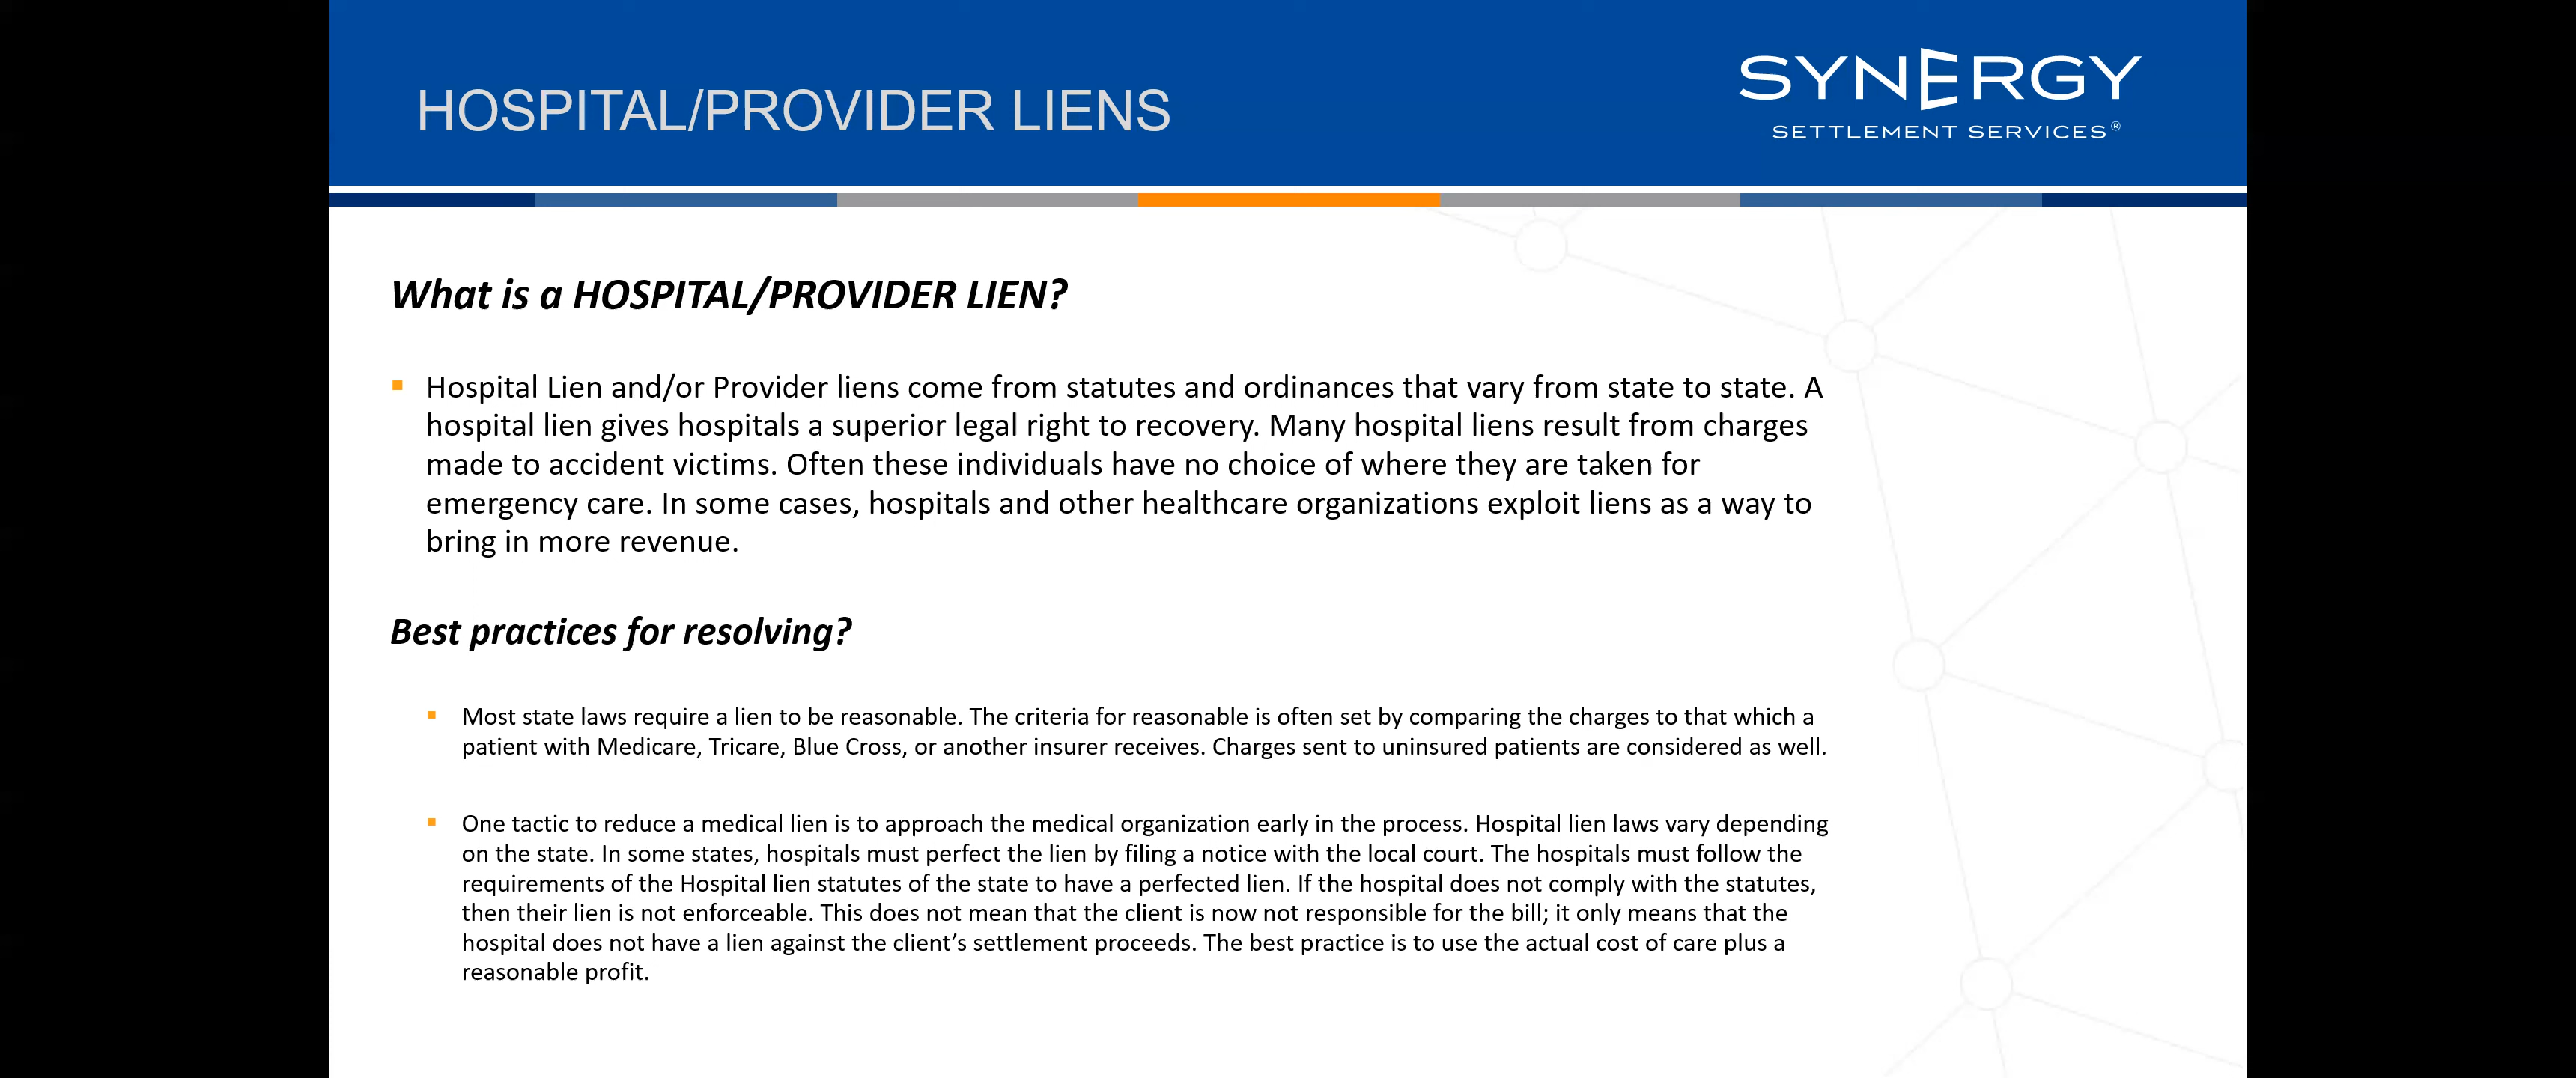 HOSPITAL/PROVIDER LIENS
SYNERGY
SETTLEMENT SERVICES®
What is a HOSPITAL/PROVIDER LIEN?
▪ Hospital Lien and/or Provider liens come from statutes and ordinances that vary from state to state. A
hospital lien gives hospitals a superior legal right to recovery. Many hospital liens result from charges
made to accident victims. Often these individuals have no choice of where they are taken for
emergency care. In some cases, hospitals and other healthcare organizations exploit liens as a way to
bring in more revenue.
Best practices for resolving?
▪ Most state laws require a lien to be reasonable. The criteria for reasonable is often set by comparing the charges to that which a
patient with Medicare, Tricare, Blue Cross, or another insurer receives. Charges sent to uninsured patients are considered as well.
▪ One tactic to reduce a medical lien is to approach the medical organization early in the process. Hospital lien laws vary depending
on the state. In some states, hospitals must perfect the lien by filing a notice with the local court. The hospitals must follow the
requirements of the Hospital lien statutes of the state to have a perfected lien. If the hospital does not comply with the statutes,
then their lien is not enforceable. This does not mean that the client is now not responsible for the bill; it only means that the
hospital does not have a lien against the client’s settlement proceeds. The best practice is to use the actual cost of care plus a
reasonable profit.